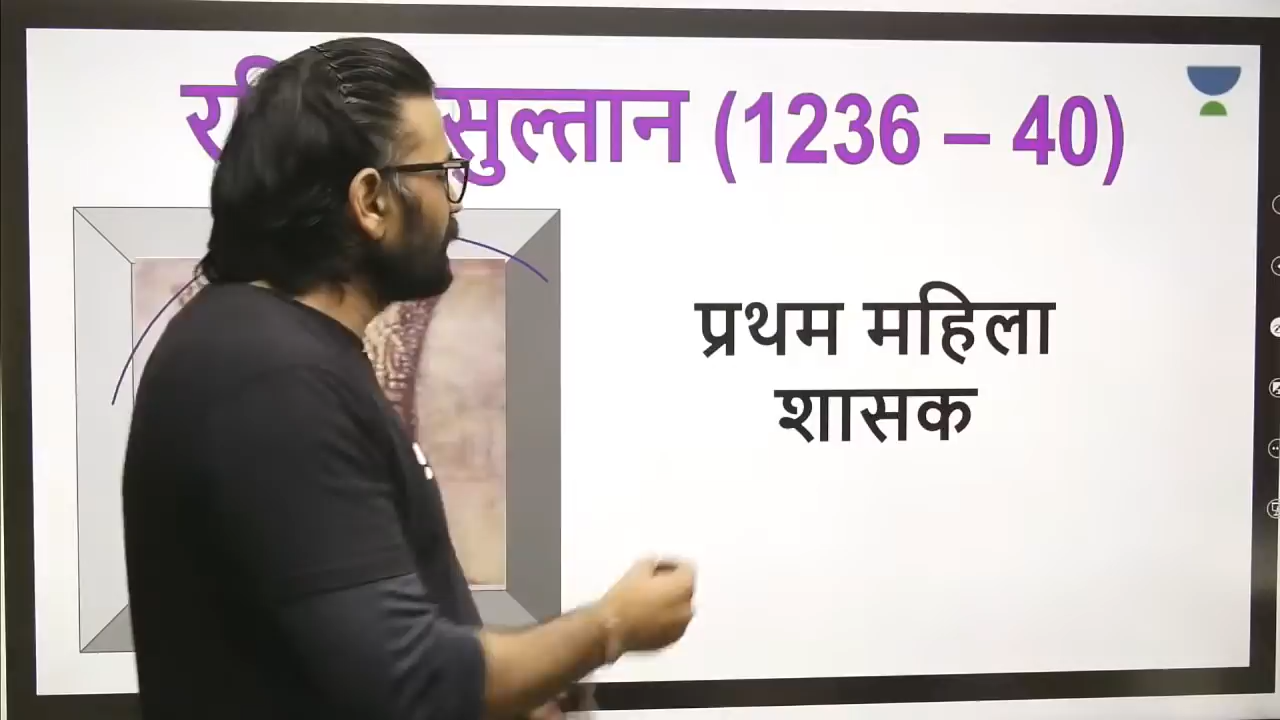 सुल्तान (1236 – 40)
प्रथम महिला
शासक